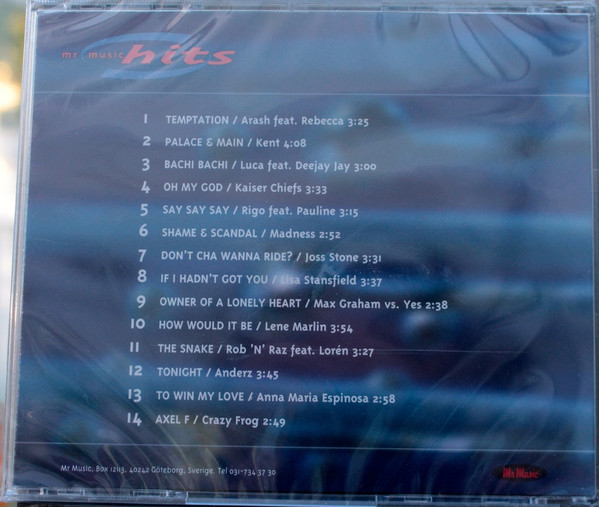 mr music hits
1 TEMPTATION / Arash feat. Rebecca 3:25
2 PALACE & MAIN / Kent 4:08
3 BACHI BACHI / Luca feat. Deejay Jay 3:00
4 OH MY GOD / Kaiser Chiefs 3:33
5 SAY SAY SAY / Rigo feat. Pauline 3:15
6 SHAME & SCANDAL / Madness 2:52
7 DON'T CHA WANNA RIDE? / Joss Stone 3:31
8 IF I HADN'T GOT YOU / Lisa Stansfield 3:37
9 OWNER OF A LONELY HEART / Max Graham vs. Yes 2:38
10 HOW WOULD IT BE / Lene Marlin 3:54
11 THE SNAKE / Rob 'N' Raz feat. Lorén 3:27
12 TONIGHT / Anderz 3:45
13 TO WIN MY LOVE / Anna Maria Espinosa 2:58
14 AXEL F / Crazy Frog 2:49
Mr Music, Box 12113, 40242 Göteborg, Sverige. Tel 031-734 37 30
Mr Music